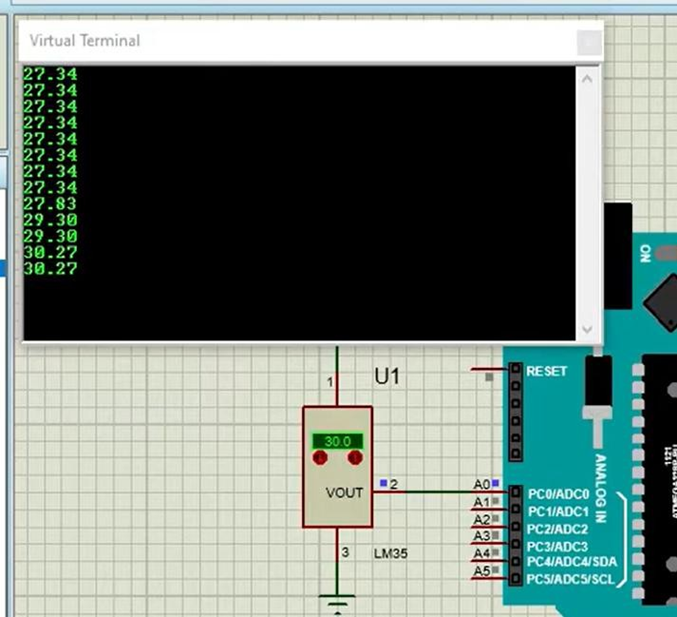 Virtual Terminal
27.34
27.34
27.34
27.34
27.34
27.34
27.34
27.34
27.83
29.30
29.30
30.27
30.27
ON
1
U1
RESET
30.0
VOUT
2
3
LM35
A0
A1
A2
A3
A4
A5
PC0/ADC0
PC1/ADC1
PC2/ADC2
PC3/ADC3
PC4/ADC4/SDA
PC5/ADC5/SCL
ANALOG IN
1121